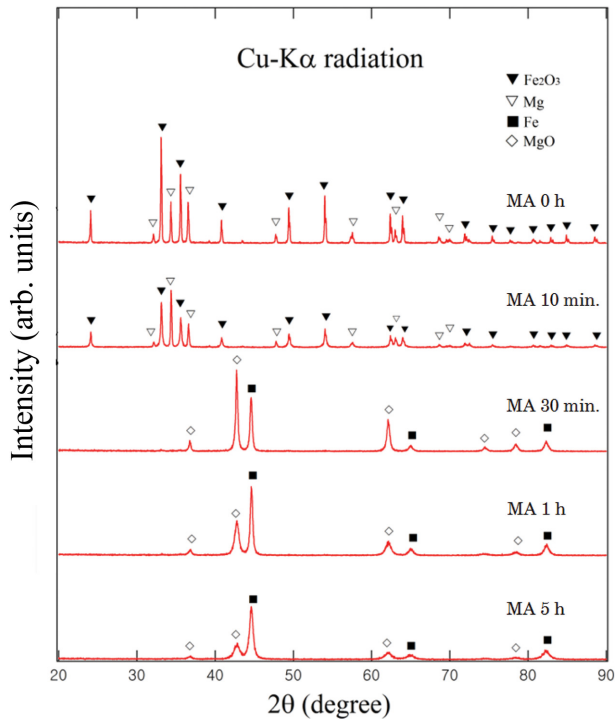 Cu-Kα radiation
Fe₂O₃
Mg
Fe
MgO
MA 0 h
MA 10 min.
MA 30 min.
MA 1 h
MA 5 h
Intensity (arb. units)
20 30 40 50 60 70 80 90
2θ (degree)